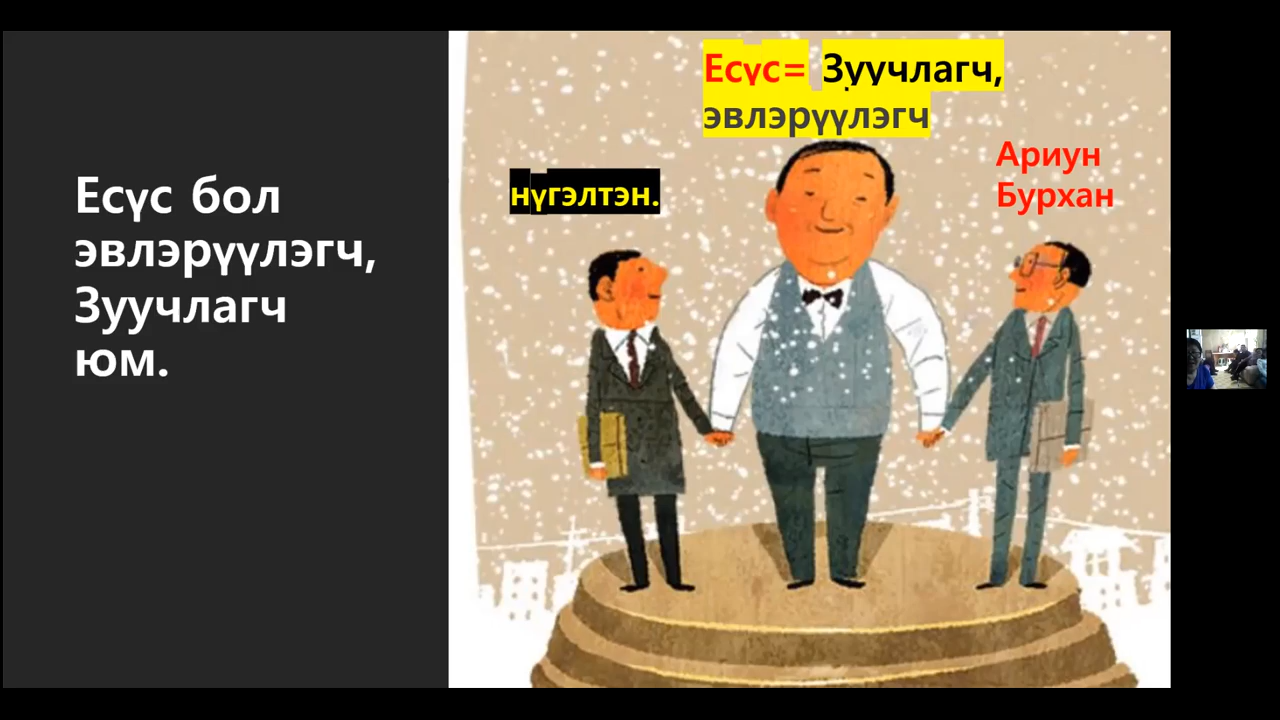 Есүс бол
эвлэрүүлэгч,
Зуучлагч
юм.
Есүс= Зуучлагч,
эвлэрүүлэгч
нүгэлтэн.
Ариун
Бурхан